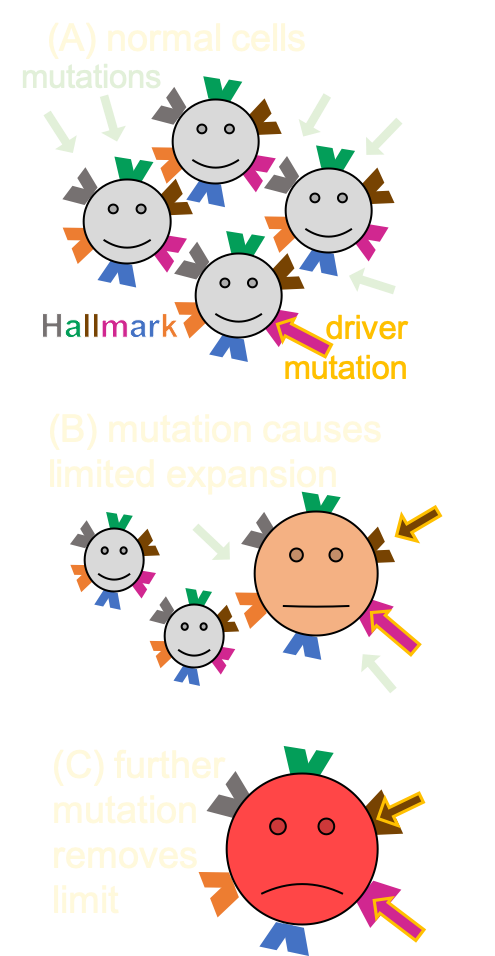 (A) normal cells
mutations
Hallmark
driver
mutation
(B) mutation causes
limited expansion
(C) further
mutation
removes
limit